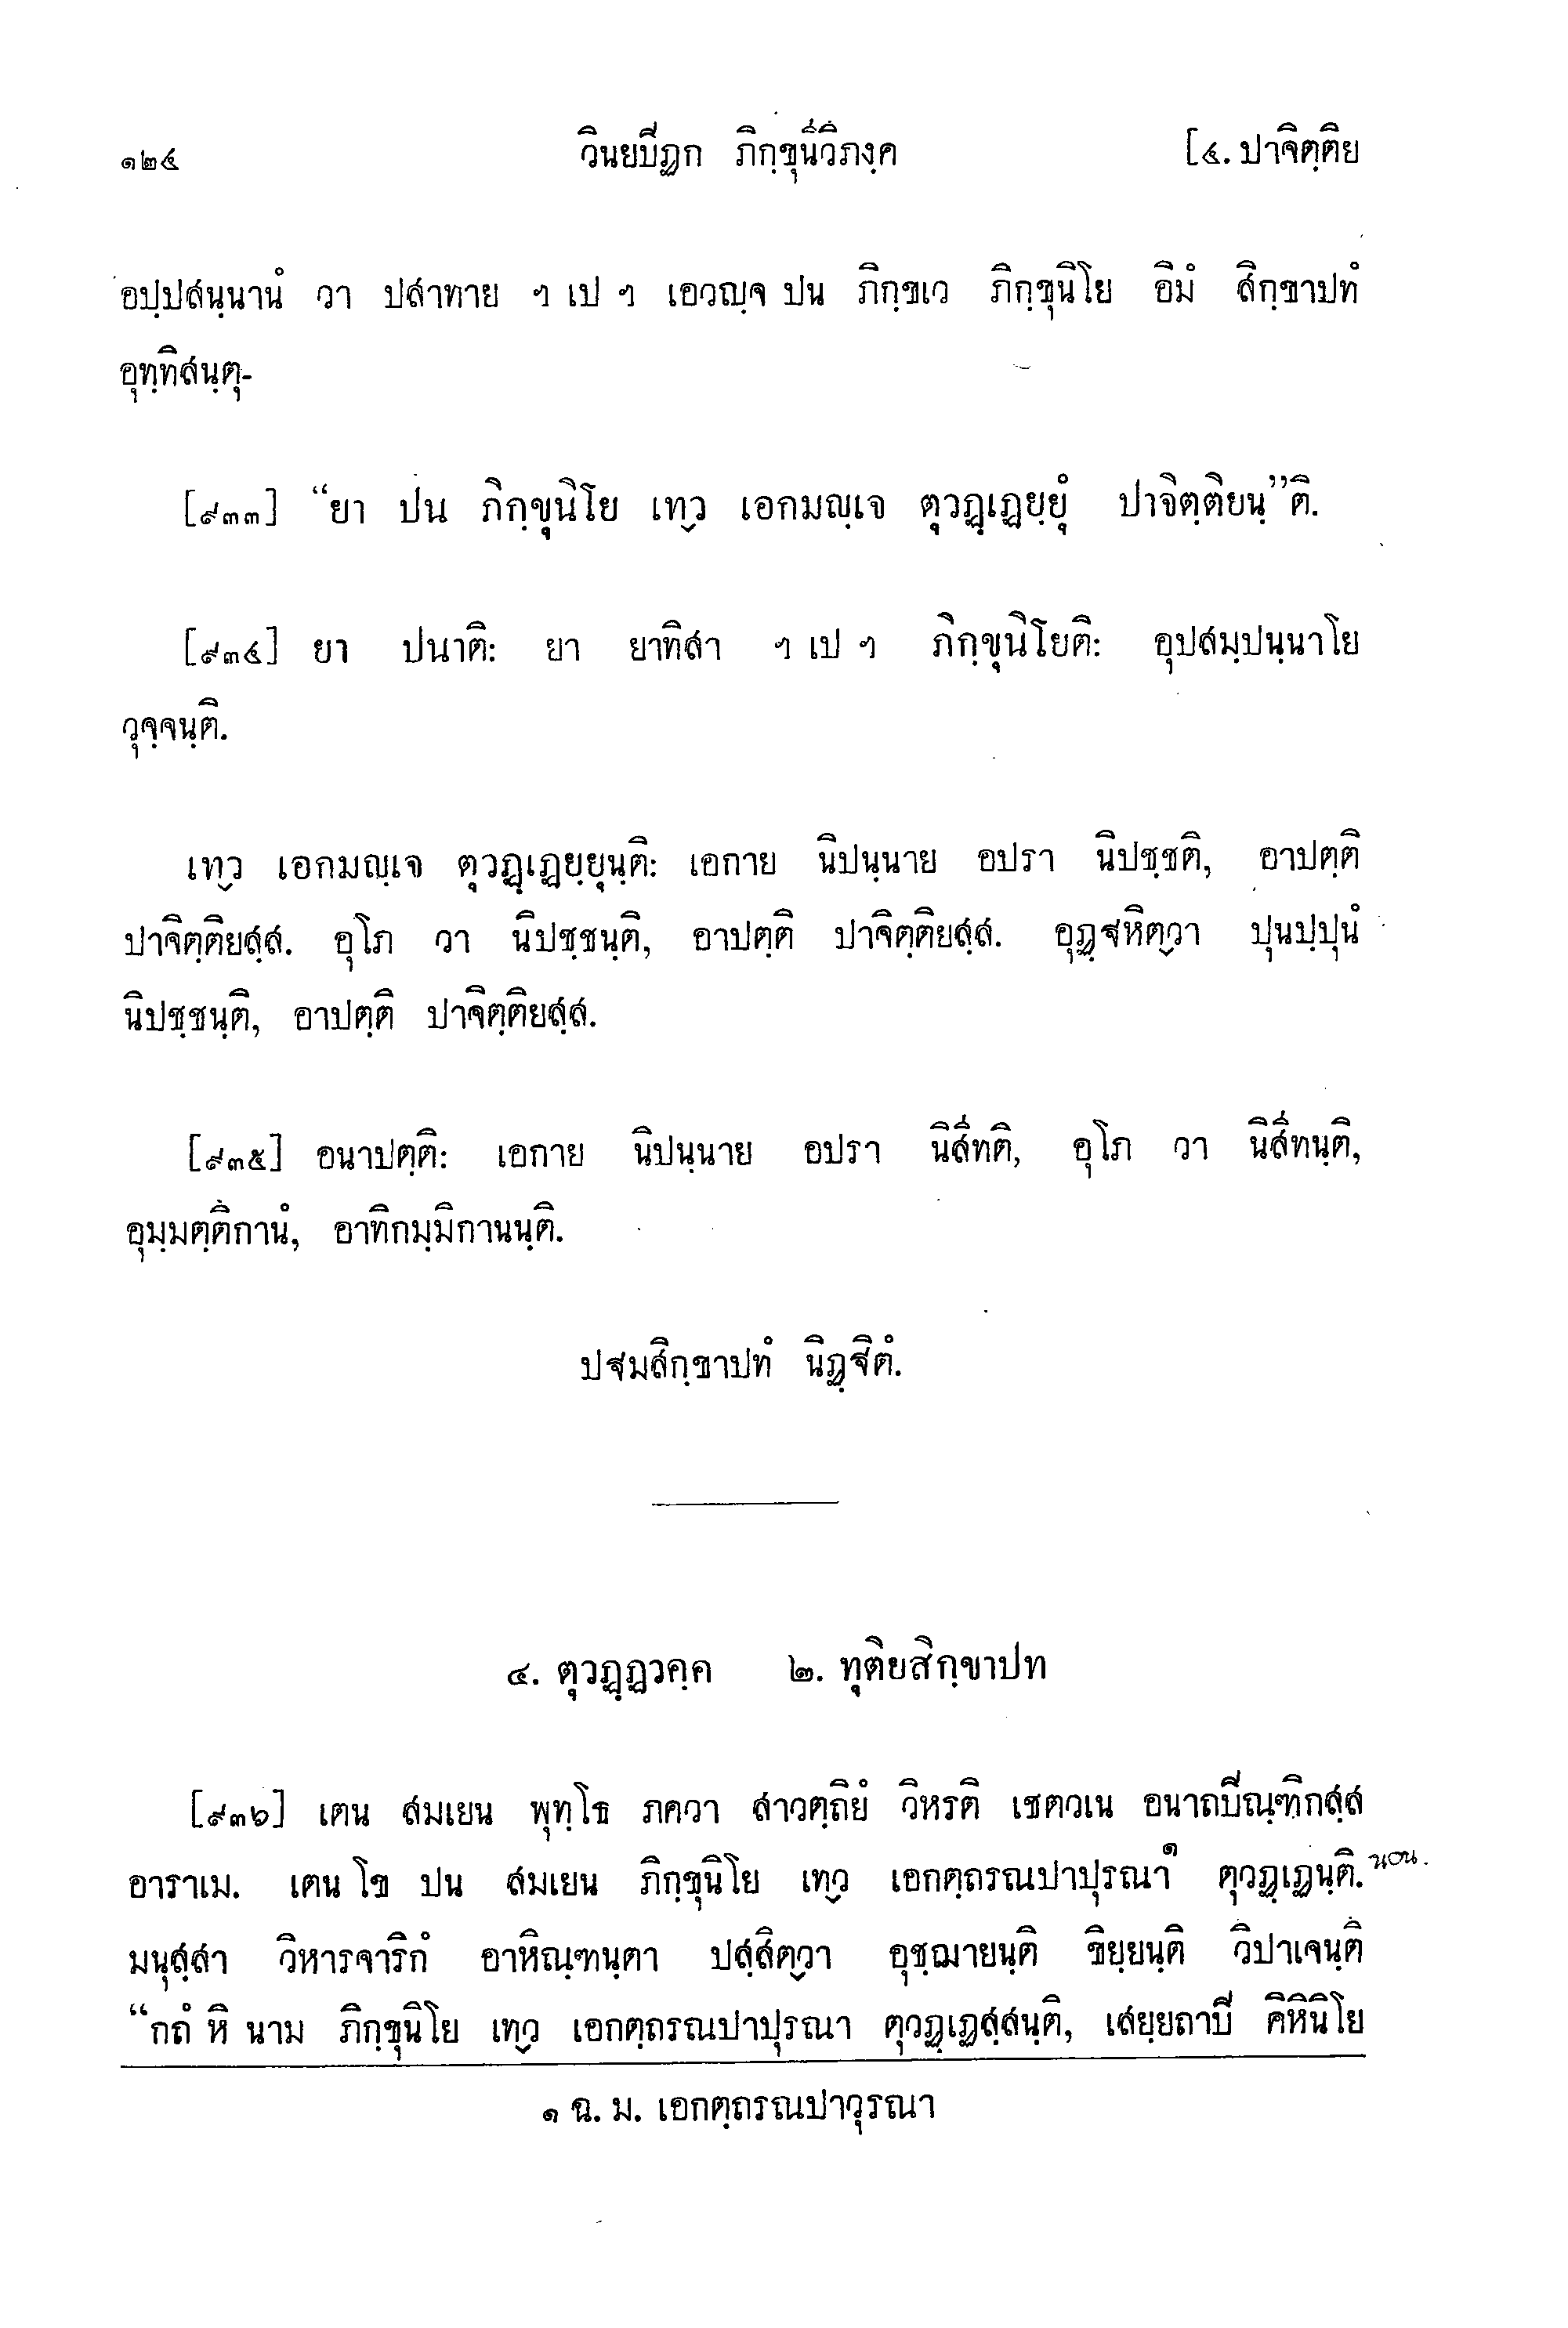 ๑๒๔ วินยปิฏก ภิกฺขุนีวิภงฺค [๔. ปาจิตฺติย
อปฺปสนฺนานํ วา ปสาทาย ฯ เป ฯ เอวญฺจ ปน ภิกฺขเว ภิกฺขุนิโย อิมํ สิกฺขาปทํ
อุทฺทิสนฺตุ-
[๙๓๓] “ยา ปน ภิกฺขุนิโย เทฺว เอกมญฺเจ ตุวฏฺเฏยฺยุํ ปาจิตฺติยนฺ”ติ.
[๙๓๔] ยา ปนาติ: ยา ยาทิสา ฯ เป ฯ ภิกฺขุนิโยติ: อุปสมฺปนฺนาโย
วุจฺจนฺติ.
เทฺว เอกมญฺเจ ตุวฏฺเฏยฺยุนฺติ: เอกาย นิปนฺนาย อปรา นิปชฺชติ, อาปตฺติ
ปาจิตฺติยสฺส. อุโภ วา นิปชฺชนฺติ, อาปตฺติ ปาจิตฺติยสฺส. อุฏฺฐหิตฺวา ปุนปฺปุนํ
นิปชฺชนฺติ, อาปตฺติ ปาจิตฺติยสฺส.
[๙๓๕] อนาปตฺติ: เอกาย นิปนฺนาย อปรา นิสีทติ, อุโภ วา นิสีทนฺติ,
อุมฺมตฺติกานํ, อาทิกมฺมิกานนฺติ.
ปฐมสิกฺขาปทํ นิฏฺฐิตํ.
๔. ตุวฏฺฏวคฺค ๒. ทุติยสิกฺขาปท
[๙๓๖] เตน สมเยน พุทฺโธ ภควา สาวตฺถิยํ วิหรติ เชตวเน อนาถปิณฺฑิกสฺส
อาราเม. เตน โข ปน สมเยน ภิกฺขุนิโย เทฺว เอกตฺถรณปาปุรณา๑ ตุวฏฺเฏนฺติ. นอน.
มนุสฺสา วิหารจาริกํ อาหิณฺฑนฺตา ปสฺสิตฺวา อุชฺฌายนฺติ ขิยฺยนฺติ วิปาเจนฺติ
“กถํ หิ นาม ภิกฺขุนิโย เทฺว เอกตฺถรณปาปุรณา ตุวฏฺเฏสฺสนฺติ, เสยฺยถาปิ คิหินิโย
๑ ฉ. ม. เอกตฺถรณปาวุรณา